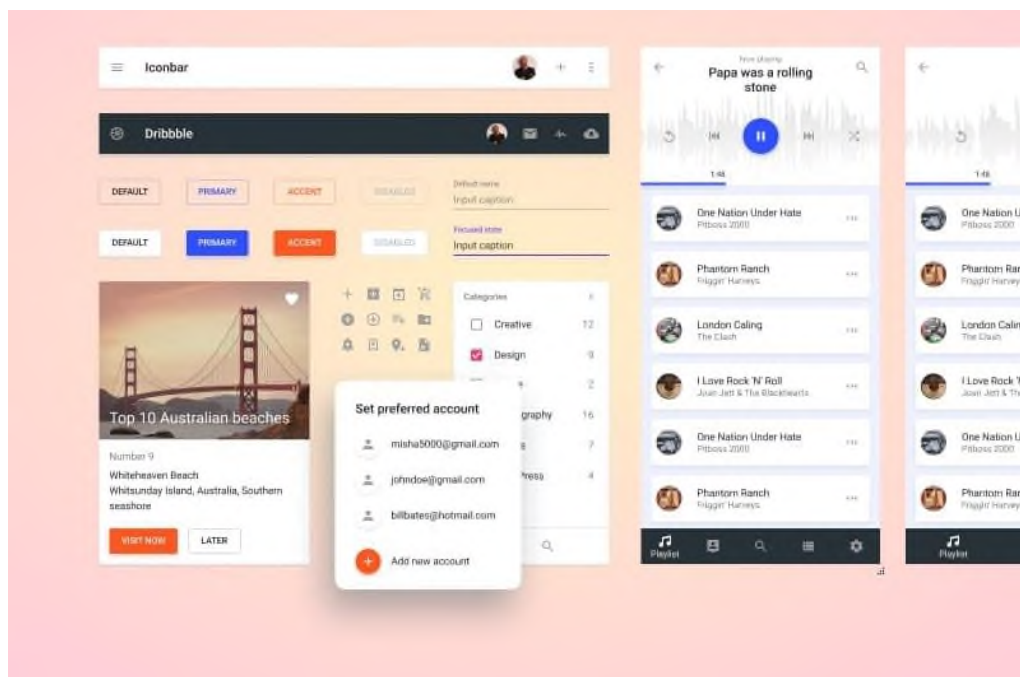 Iconbar
Dribbble
DEFAULT
PRIMARY
ACCENT
DISABLED
Default name
Input caption
DEFAULT
PRIMARY
ACCENT
DISABLED
Focused state
Input caption
Top 10 Australian beaches
Number 9
Whiteheaven Beach
Whitsunday Island, Australia, Southern
seashore
VISIT NOW
LATER
Categories
Creative 12
Design 9
2
ography 16
7
Press 4
Set preferred account
misha5000@gmail.com
johndoe@gmail.com
billbates@hotmail.com
Add new account
Now playing
Papa was a rolling
stone
1:46
One Nation Under Hate
Pitboss 2000
Phantom Ranch
Friggin' Harveys
London Caling
The Clash
I Love Rock 'N' Roll
Joan Jett & The Blackhearts
One Nation Under Hate
Pitboss 2000
Phantom Ranch
Friggin' Harveys
Playlist
1:46
One Nation U
Pitboss 2000
Phantom Ran
Friggin' Harvey
London Calin
The Clash
I Love Rock '
Joan Jett & The
One Nation U
Pitboss 2000
Phantom Ran
Friggin' Harvey
Playlist